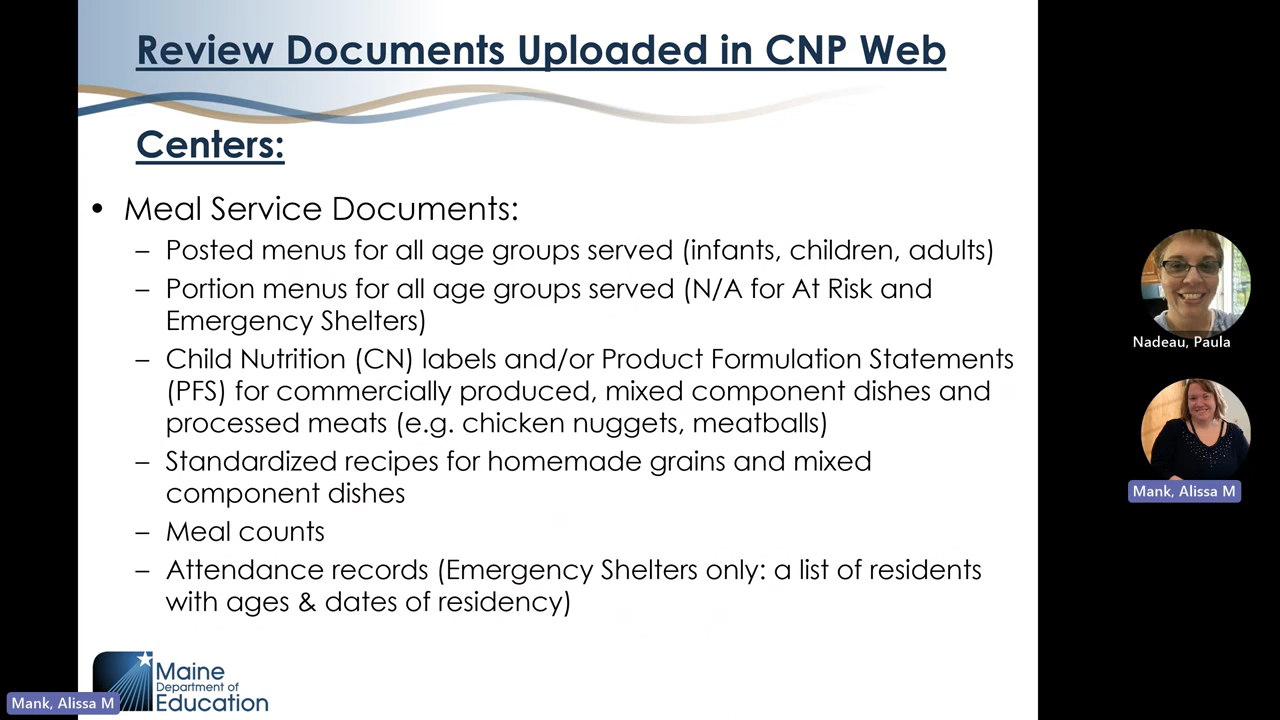 Review Documents Uploaded in CNP Web
Centers:
• Meal Service Documents:
– Posted menus for all age groups served (infants, children, adults)
– Portion menus for all age groups served (N/A for At Risk and
Emergency Shelters)
– Child Nutrition (CN) labels and/or Product Formulation Statements
(PFS) for commercially produced, mixed component dishes and
processed meats (e.g. chicken nuggets, meatballs)
– Standardized recipes for homemade grains and mixed
component dishes
– Meal counts
– Attendance records (Emergency Shelters only: a list of residents
with ages & dates of residency)
Maine
Department of
Education
Mank, Alissa M
Nadeau, Paula
Mank, Alissa M